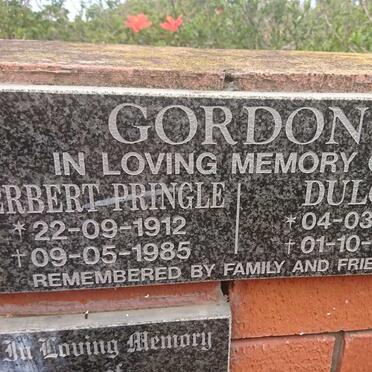 GORDON
IN LOVING MEMORY O
ERBERT PRINGLE DULC
*22-09-1912 *04-03
†09-05-1985 †01-10-
REMEMBERED BY FAMILY AND FRIE
In Loving Memory